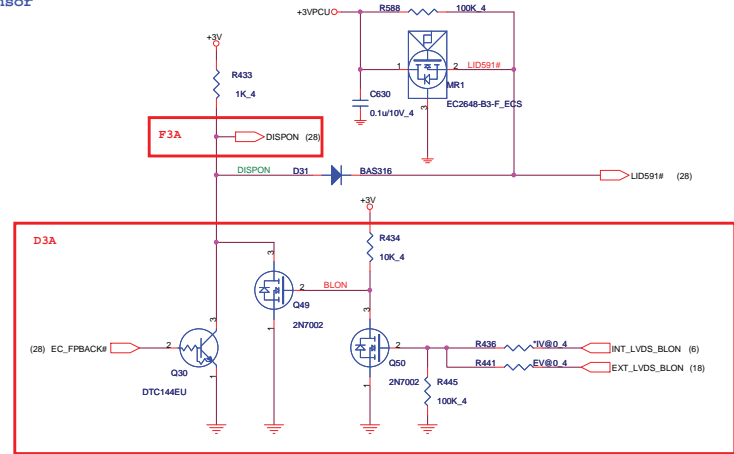 +3VPCU
R588
100K_4
+3V
R433
1K_4
1
2
LID591#
MR1
EC2648-B3-F_ECS
3
C630
0.1u/10V_4
F3A
DISPON (28)
DISPON
D31
BAS316
LID591# (28)
+3V
D3A
R434
10K_4
3
2
BLON
Q49
2N7002
1
3
(28) EC_FPBACK#
2
Q30
DTC144EU
1
3
2
Q50
2N7002
1
R436
*IV@0_4
INT_LVDS_BLON (6)
R441
EV@0_4
EXT_LVDS_BLON (18)
R445
100K_4